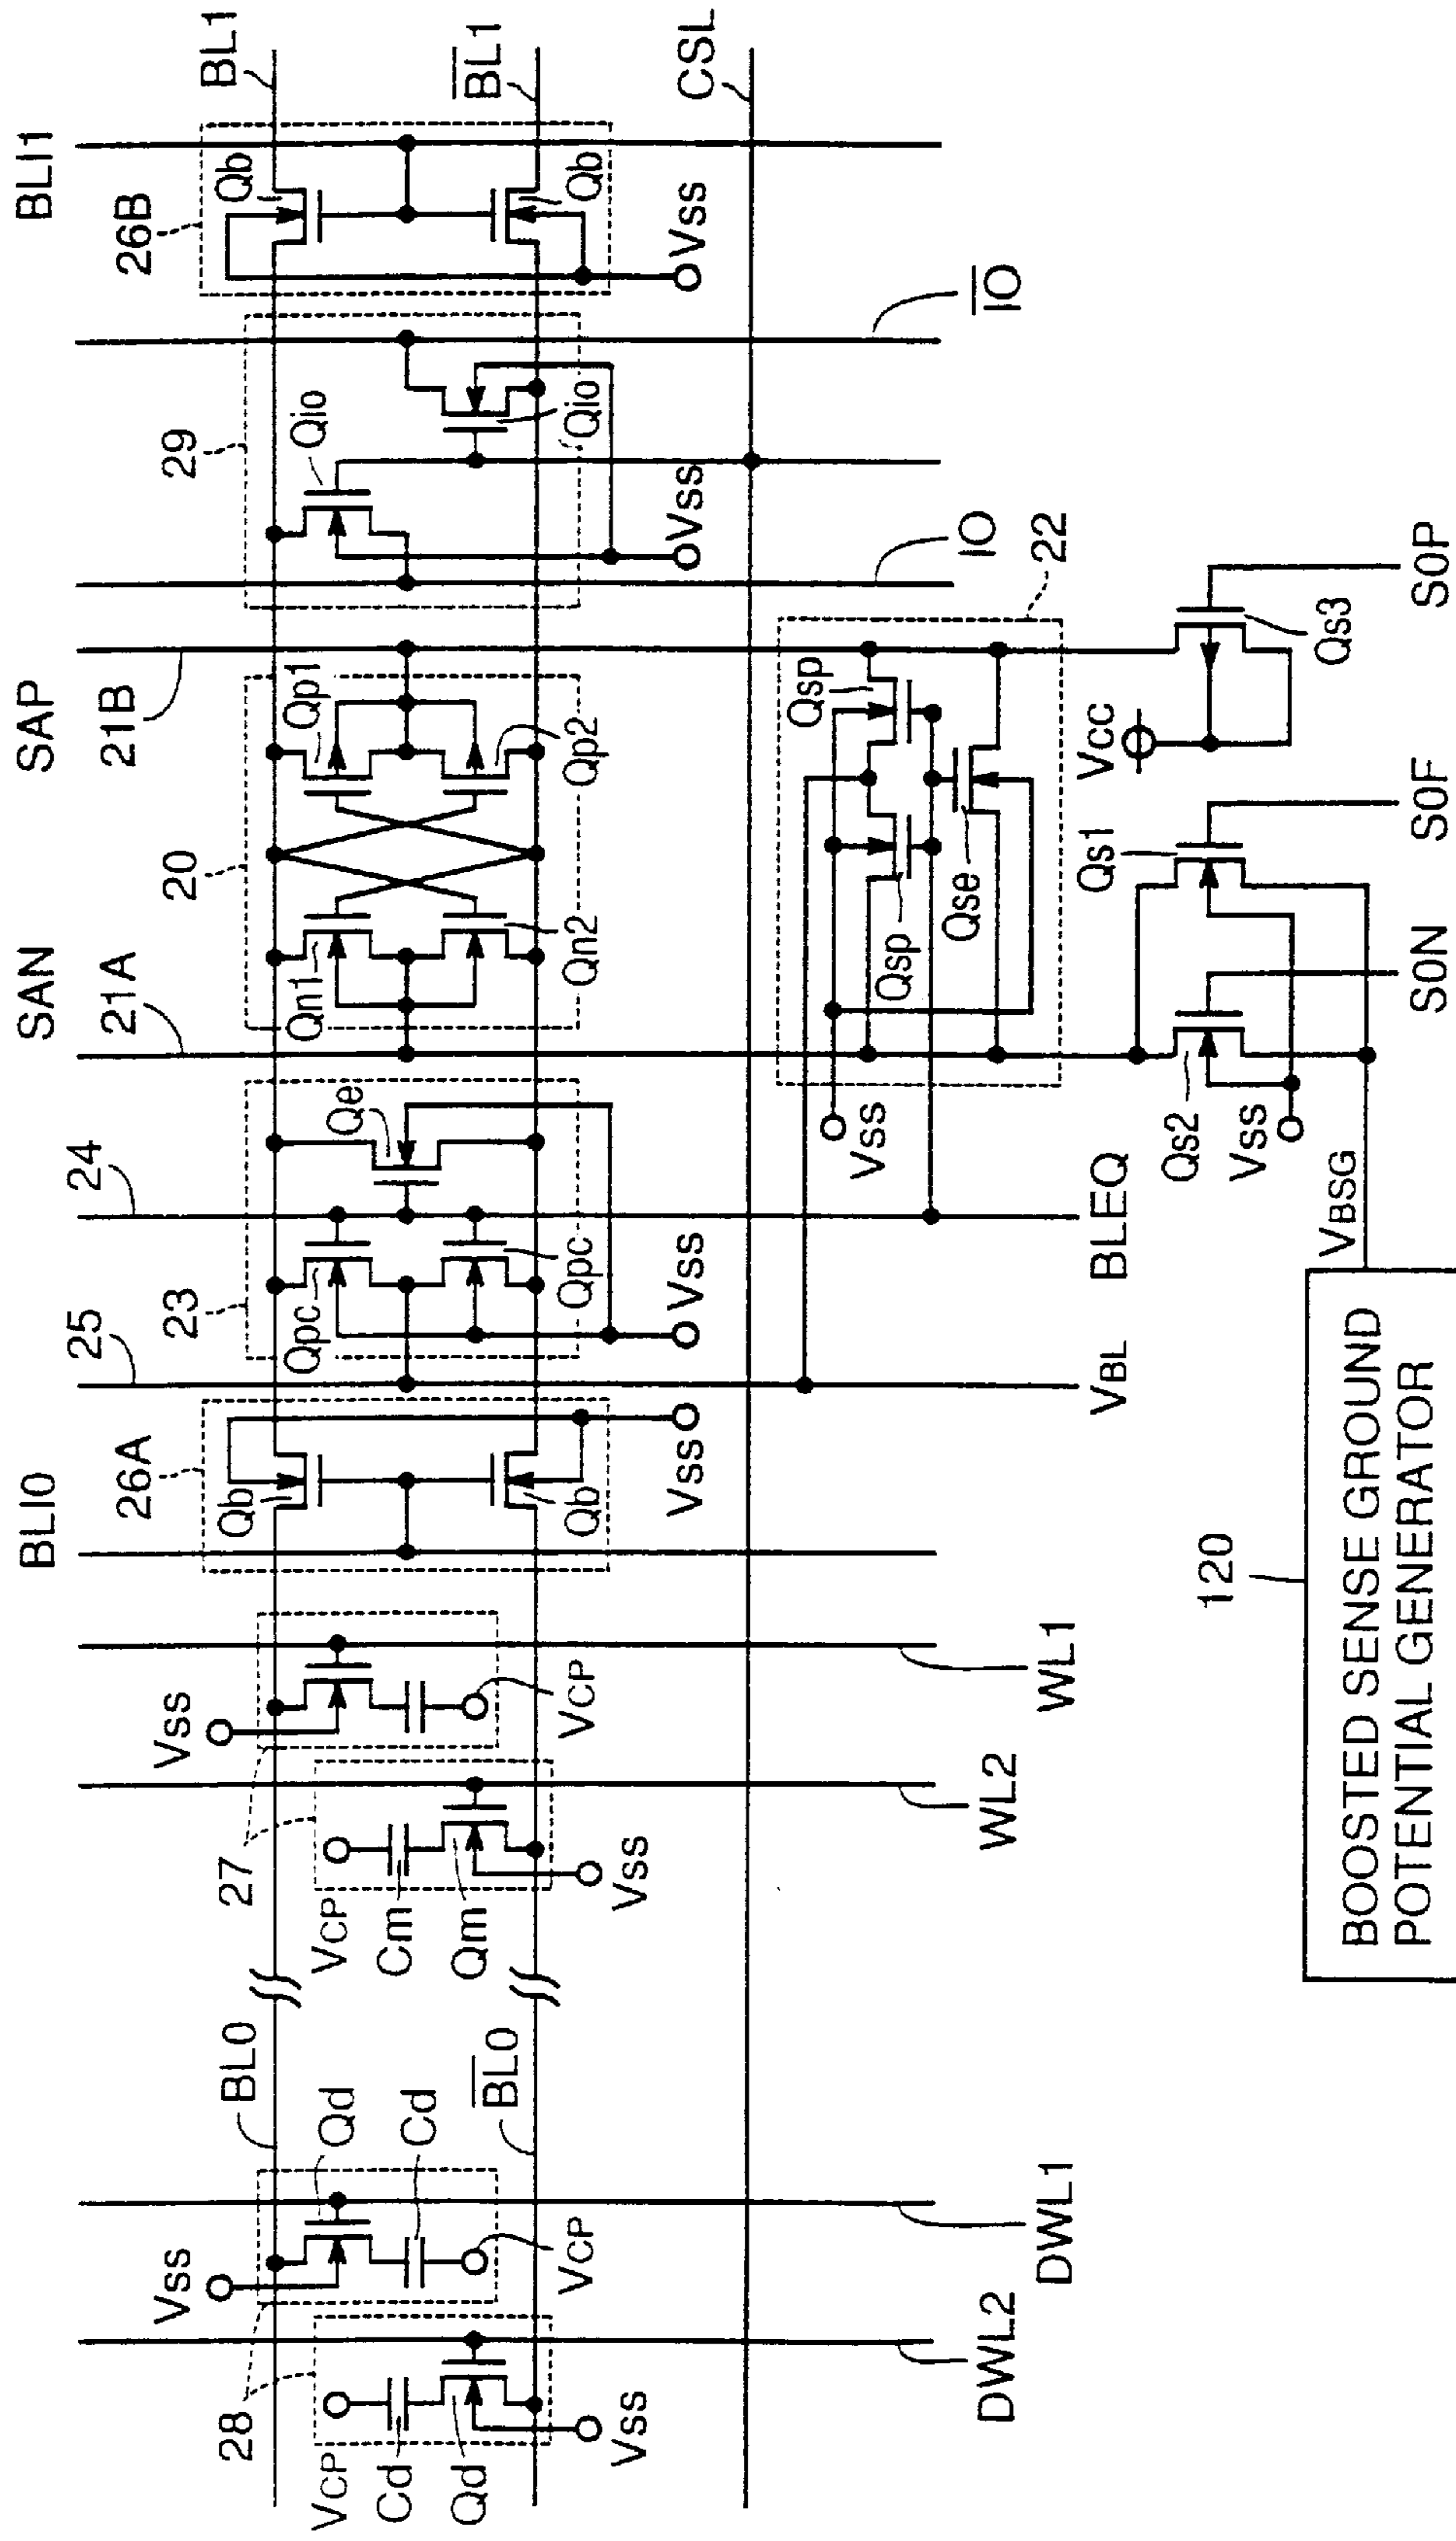 BLI0
SAN
SAP
BLI1
25
24
21A
21B
28
27
26A
23
20
29
26B
BL0
BL1
Vss
Vss
Qb
Qpc
Qe
Qn1
Qp1
Qio
Qb
VCP
Qd
VCP
Cd
Cd
Cm
Qd
Qm
Qb
Qpc
Qn2
Qp2
Qio
Qb
B̅L̅0
B̅L̅1
Vss
VCP
Vss
VCP
Vss
Vss
Vss
Vss
CSL
DWL2
DWL1
WL2
WL1
IO
I̅O̅
22
Vss
Qsp
Qsp
Qse
VBL
BLEQ
Qs2
Qs1
Vcc
Vss
Qs3
VBSG
S0N
S0F
S0P
120
BOOSTED SENSE GROUND
POTENTIAL GENERATOR